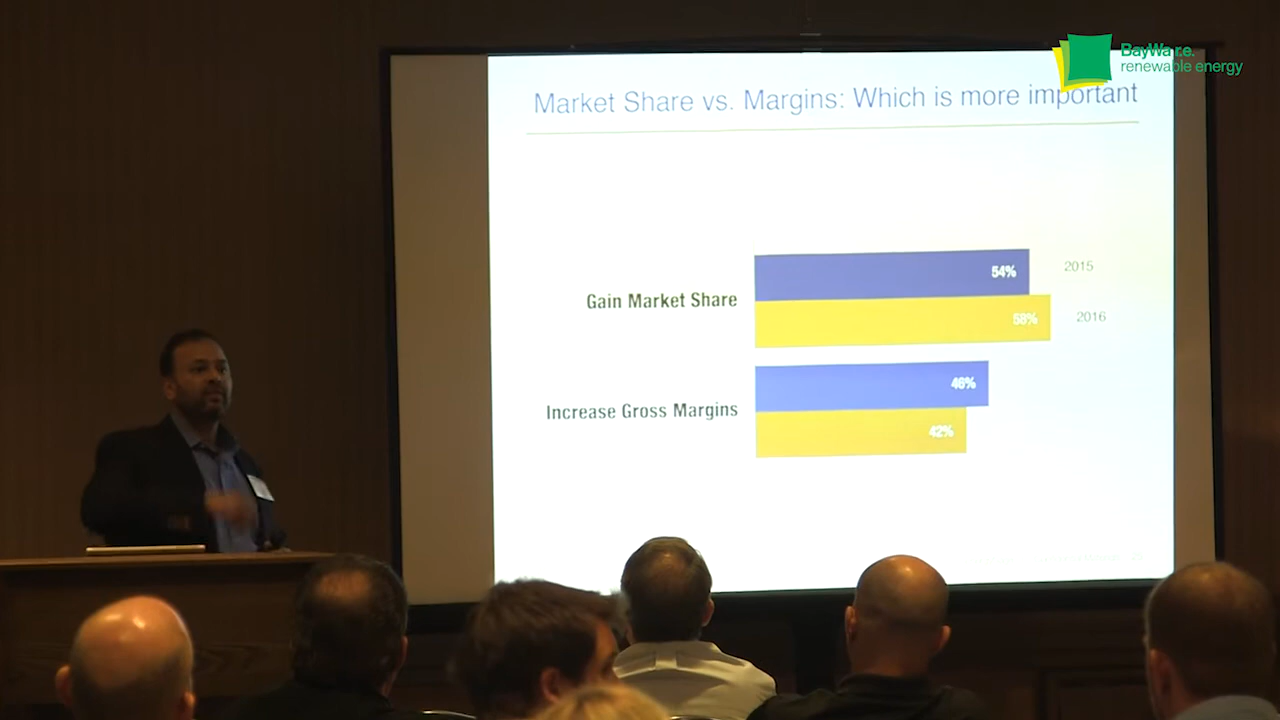 BayWa r.e.
renewable energy
Market Share vs. Margins: Which is more important
Gain Market Share
54%
2015
58%
2016
Increase Gross Margins
46%
42%